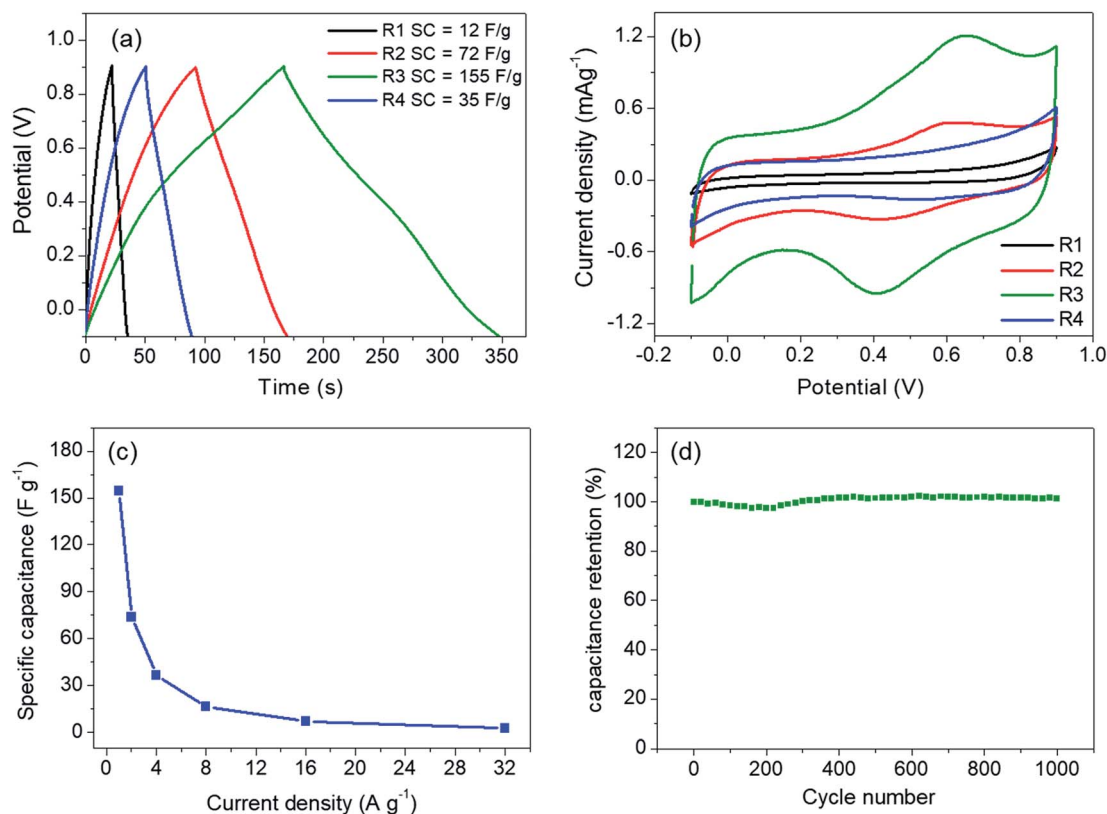 (a)
R1 SC = 12 F/g
R2 SC = 72 F/g
R3 SC = 155 F/g
R4 SC = 35 F/g
1.0
0.8
0.6
0.4
0.2
0.0
Potential (V)
0 50 100 150 200 250 300 350
Time (s)
(b)
1.2
0.6
0.0
-0.6
-1.2
Current density (mAg⁻¹)
R1
R2
R3
R4
-0.2 0.0 0.2 0.4 0.6 0.8 1.0
Potential (V)
(c)
180
150
120
90
60
30
0
Specific capacitance (F g⁻¹)
0 4 8 12 16 20 24 28 32
Current density (A g⁻¹)
(d)
120
100
80
60
40
20
0
capacitance retention (%)
0 200 400 600 800 1000
Cycle number